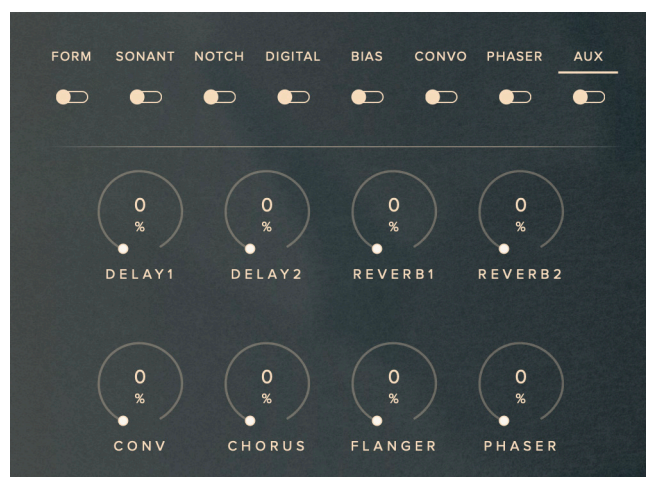 FORM SONANT NOTCH DIGITAL BIAS CONVO PHASER AUX
0 0 0 0
% % % %
DELAY1 DELAY2 REVERB1 REVERB2
0 0 0 0
% % % %
CONV CHORUS FLANGER PHASER